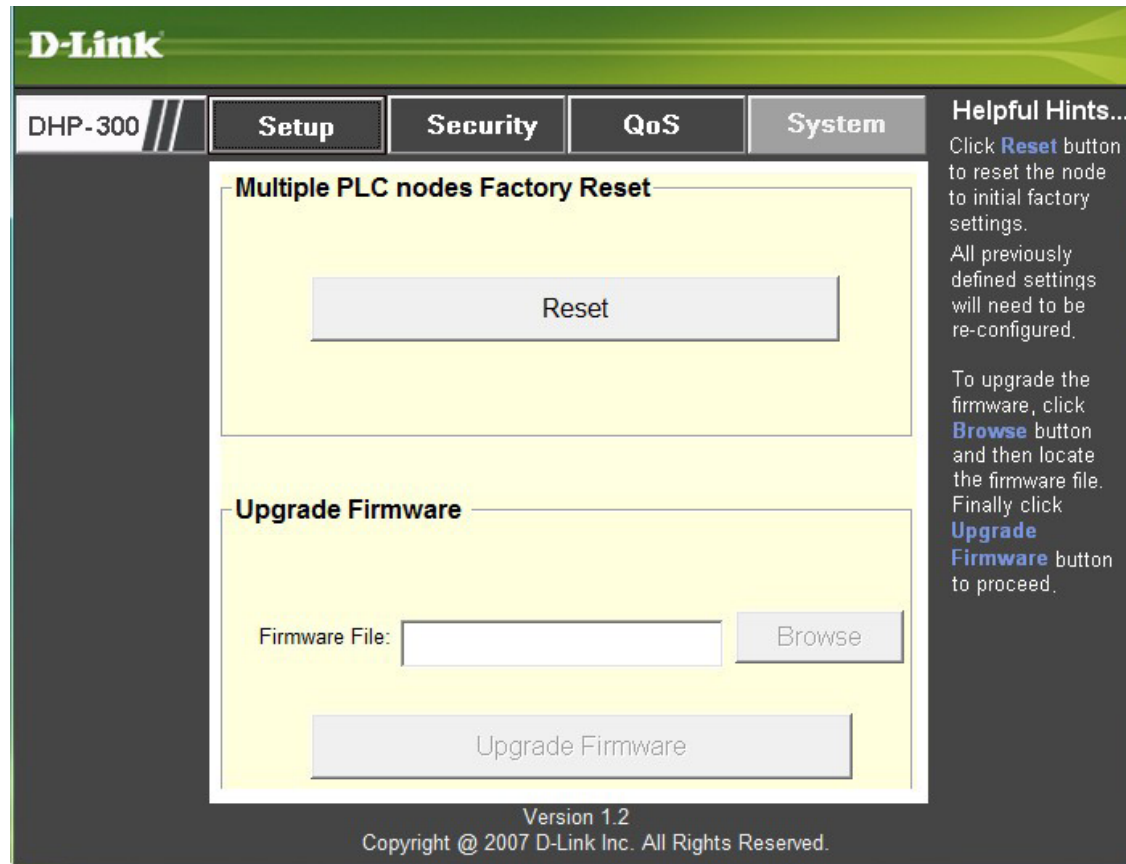 D-Link
DHP-300
Setup
Security
QoS
System
Multiple PLC nodes Factory Reset
Reset
Upgrade Firmware
Firmware File:
Browse
Upgrade Firmware
Helpful Hints...
Click Reset button
to reset the node
to initial factory
settings.
All previously
defined settings
will need to be
re-configured.
To upgrade the
firmware, click
Browse button
and then locate
the firmware file.
Finally click
Upgrade
Firmware button
to proceed.
Version 1.2
Copyright @ 2007 D-Link Inc. All Rights Reserved.